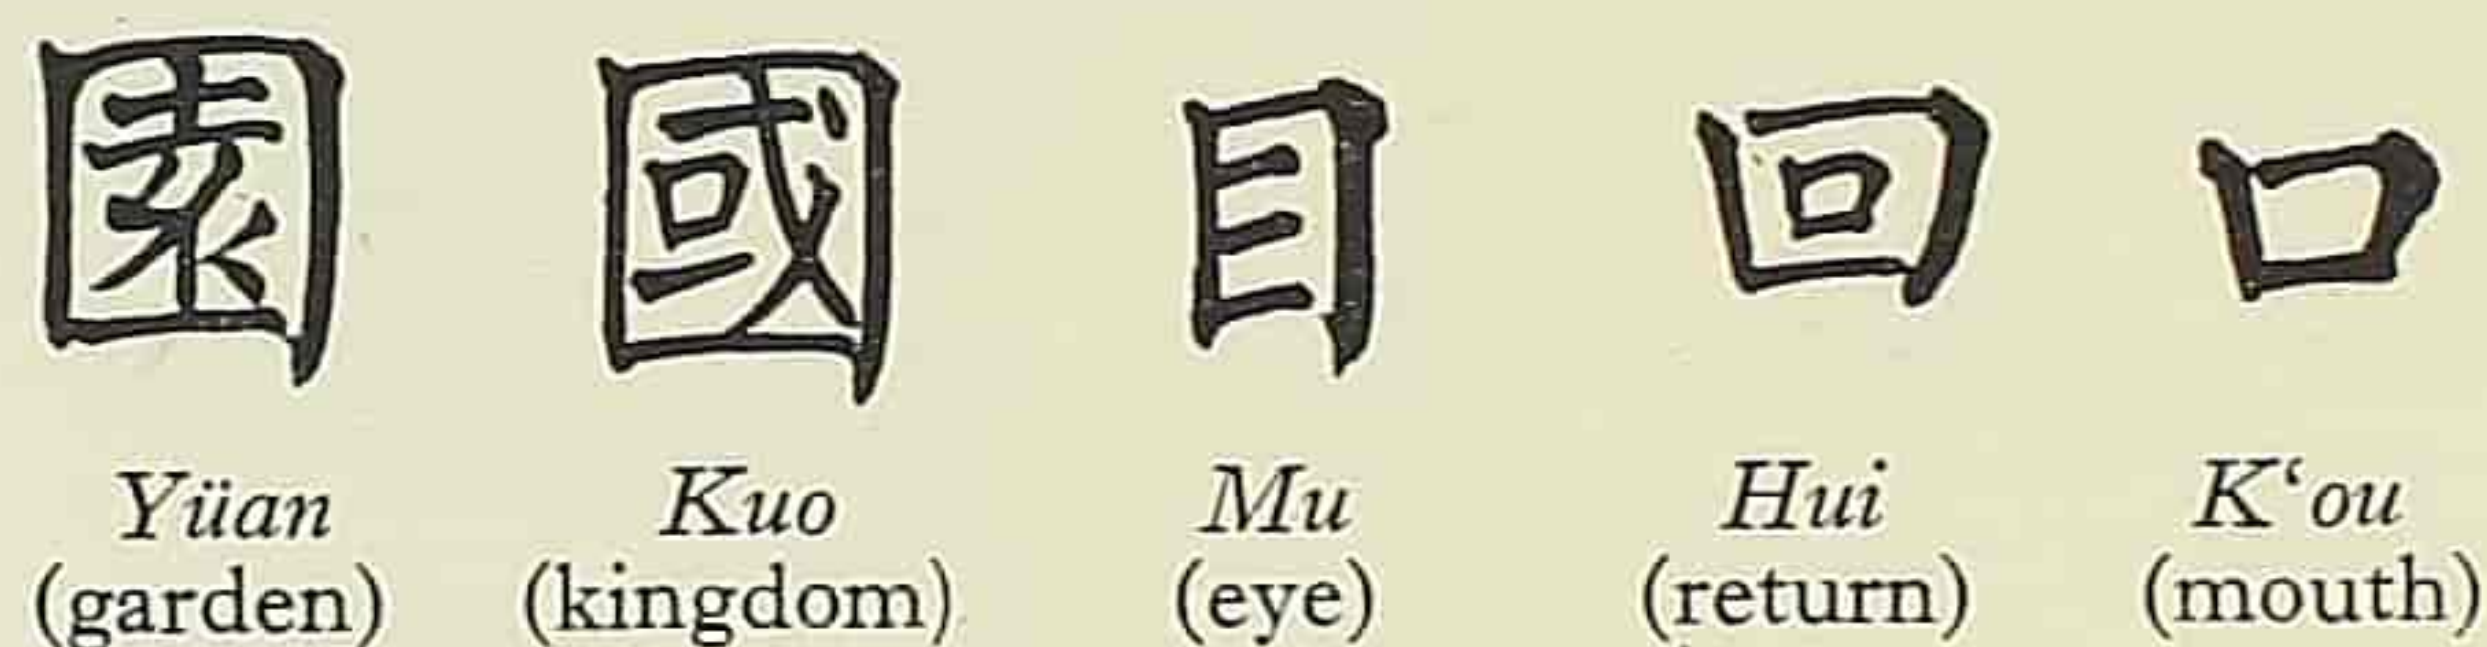 園 國 目 回 口
Yüan Kuo Mu Hui K‘ou
(garden) (kingdom) (eye) (return) (mouth)